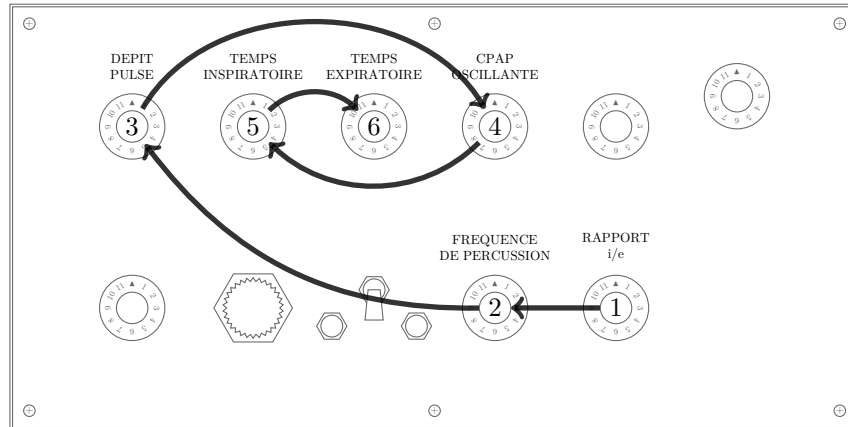 DEPIT
PULSE
TEMPS
INSPIRATOIRE
TEMPS
EXPIRATOIRE
CPAP
OSCILLANTE
3
5
6
4
FREQUENCE
DE PERCUSSION
RAPPORT
i/e
2
1